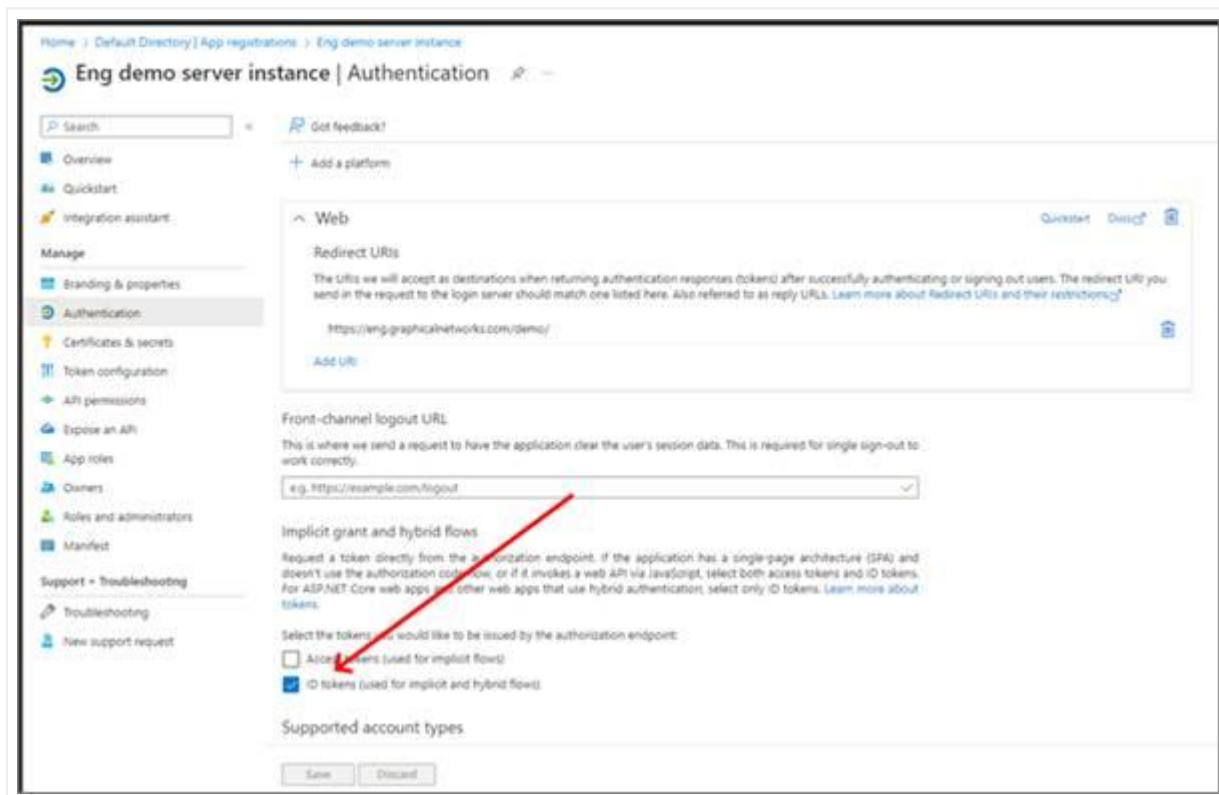 Home > Default Directory | App registrations > Eng demo server instance
Eng demo server instance | Authentication
Search
Got feedback?
Overview
Add a platform
Quickstart
Integration assistant
Web
Quickstart Docs
Manage
Redirect URIs
Branding & properties
The URIs we will accept as destinations when returning authentication responses (tokens) after successfully authenticating or signing out users. The redirect URI you
send in the request to the login server should match one listed here. Also referred to as reply URLs. Learn more about Redirect URIs and their restrictions
Authentication
https://eng.graphicalnetworks.com/demo/
Certificates & secrets
Add URI
Token configuration
API permissions
Expose an API
Front-channel logout URL
This is where we send a request to have the application clear the user's session data. This is required for single sign-out to
work correctly.
App roles
Owners
e.g. https://example.com/logout
Roles and administrators
Manifest
Implicit grant and hybrid flows
Request a token directly from the authorization endpoint. If the application has a single-page architecture (SPA) and
doesn't use the authorization code flow, or if it invokes a web API via JavaScript, select both access tokens and ID tokens.
For ASP.NET Core web apps and other web apps that use hybrid authentication, select only ID tokens. Learn more about
tokens.
Support + Troubleshooting
Troubleshooting
New support request
Select the tokens you would like to be issued by the authorization endpoint:
Access tokens (used for implicit flows)
ID tokens (used for implicit and hybrid flows)
Supported account types
Save Discard